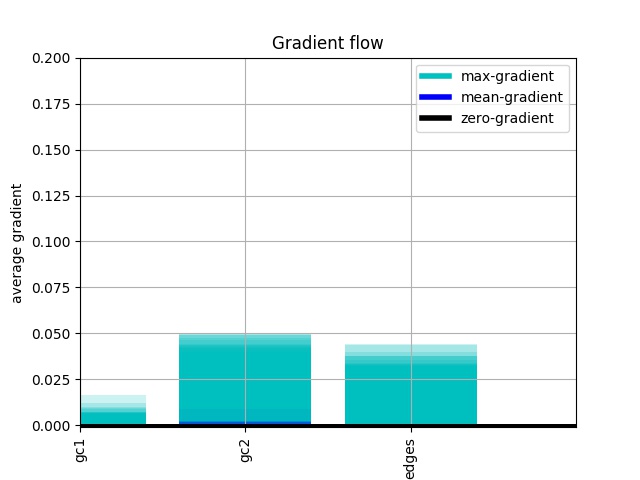 Gradient flow
max-gradient
mean-gradient
zero-gradient
average gradient
0.200
0.175
0.150
0.125
0.100
0.075
0.050
0.025
0.000
gc1
gc2
edges